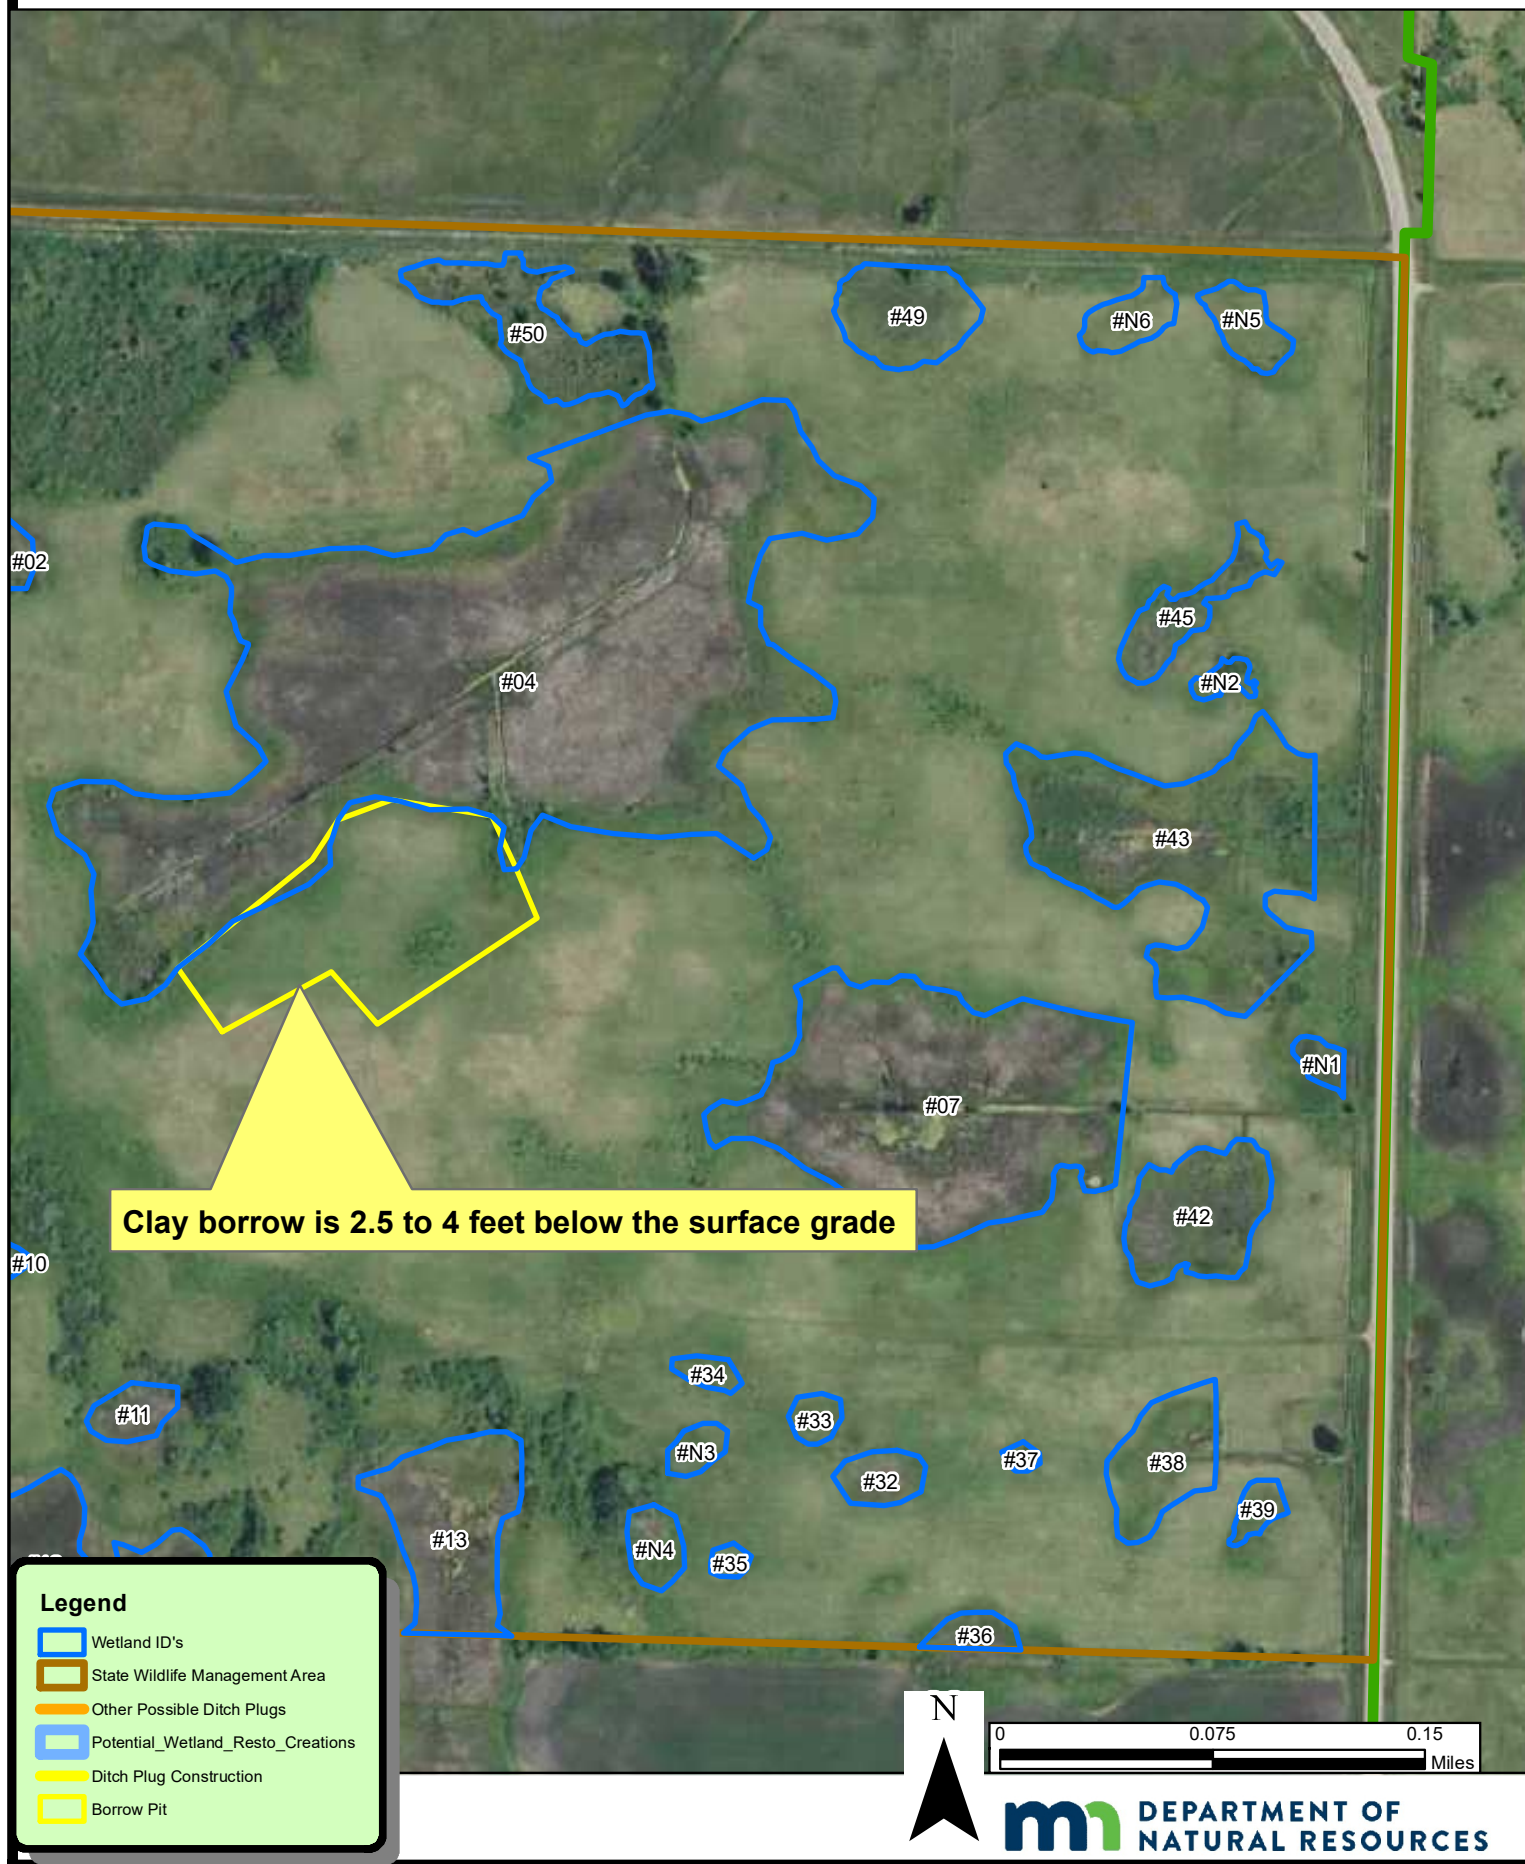 #50
#49
#N6
#N5
#02
#45
#N2
#04
#43
#N1
#07
Clay borrow is 2.5 to 4 feet below the surface grade
#42
#10
#34
#11
#33
#N3
#37
#38
#32
#39
#13
#N4
#35
#36
Legend
Wetland ID's
State Wildlife Management Area
Other Possible Ditch Plugs
Potential_Wetland_Resto_Creations
Ditch Plug Construction
Borrow Pit
N
0 0.075 0.15
Miles
mn
DEPARTMENT OF
NATURAL RESOURCES